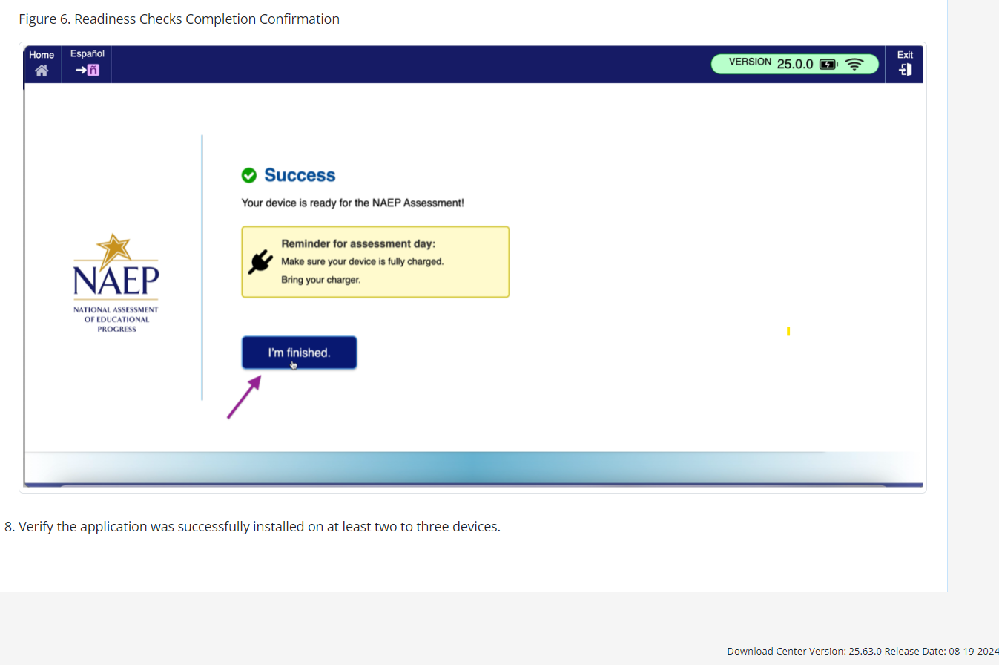 Figure 6. Readiness Checks Completion Confirmation
Home
Español
→ñ
VERSION 25.0.0
Exit
Success
Your device is ready for the NAEP Assessment!
Reminder for assessment day:
Make sure your device is fully charged.
Bring your charger.
NAEP
NATIONAL ASSESSMENT
OF EDUCATIONAL
PROGRESS
I'm finished.
8. Verify the application was successfully installed on at least two to three devices.
Download Center Version: 25.63.0 Release Date: 08-19-2024